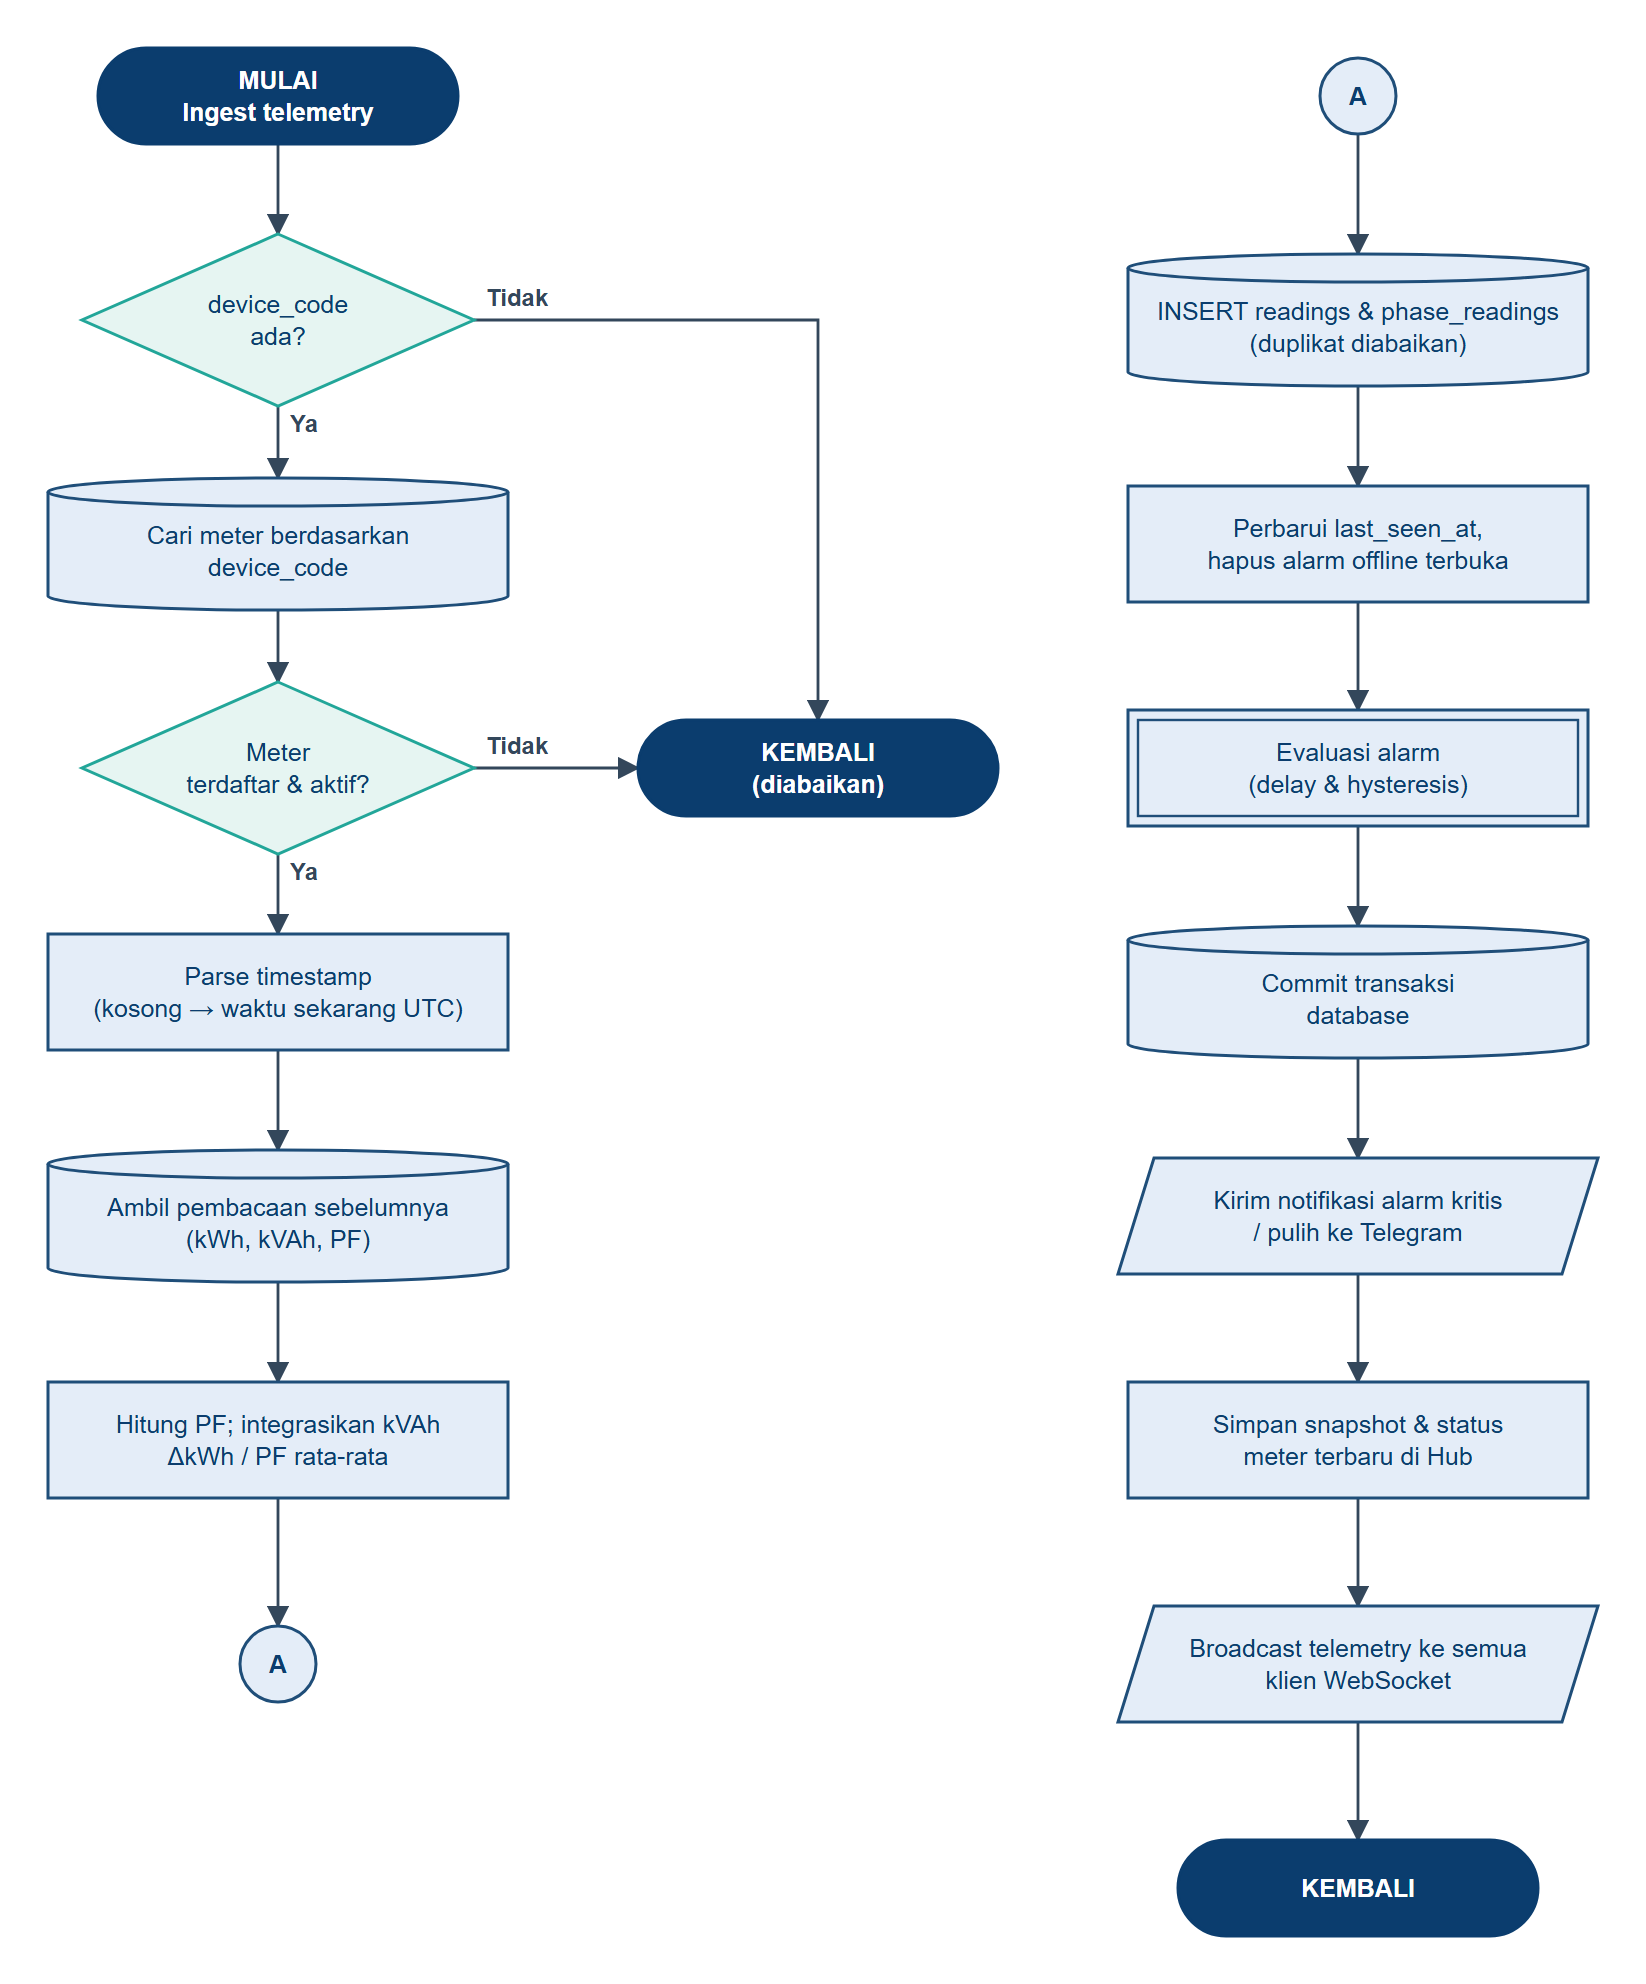 MULAI
Ingest telemetry
device_code
ada?
Tidak
Ya
Cari meter berdasarkan
device_code
Meter
terdaftar & aktif?
Tidak
KEMBALI
(diabaikan)
Ya
Parse timestamp
(kosong → waktu sekarang UTC)
Ambil pembacaan sebelumnya
(kWh, kVAh, PF)
Hitung PF; integrasikan kVAh
ΔkWh / PF rata-rata
A
A
INSERT readings & phase_readings
(duplikat diabaikan)
Perbarui last_seen_at,
hapus alarm offline terbuka
Evaluasi alarm
(delay & hysteresis)
Commit transaksi
database
Kirim notifikasi alarm kritis
/ pulih ke Telegram
Simpan snapshot & status
meter terbaru di Hub
Broadcast telemetry ke semua
klien WebSocket
KEMBALI